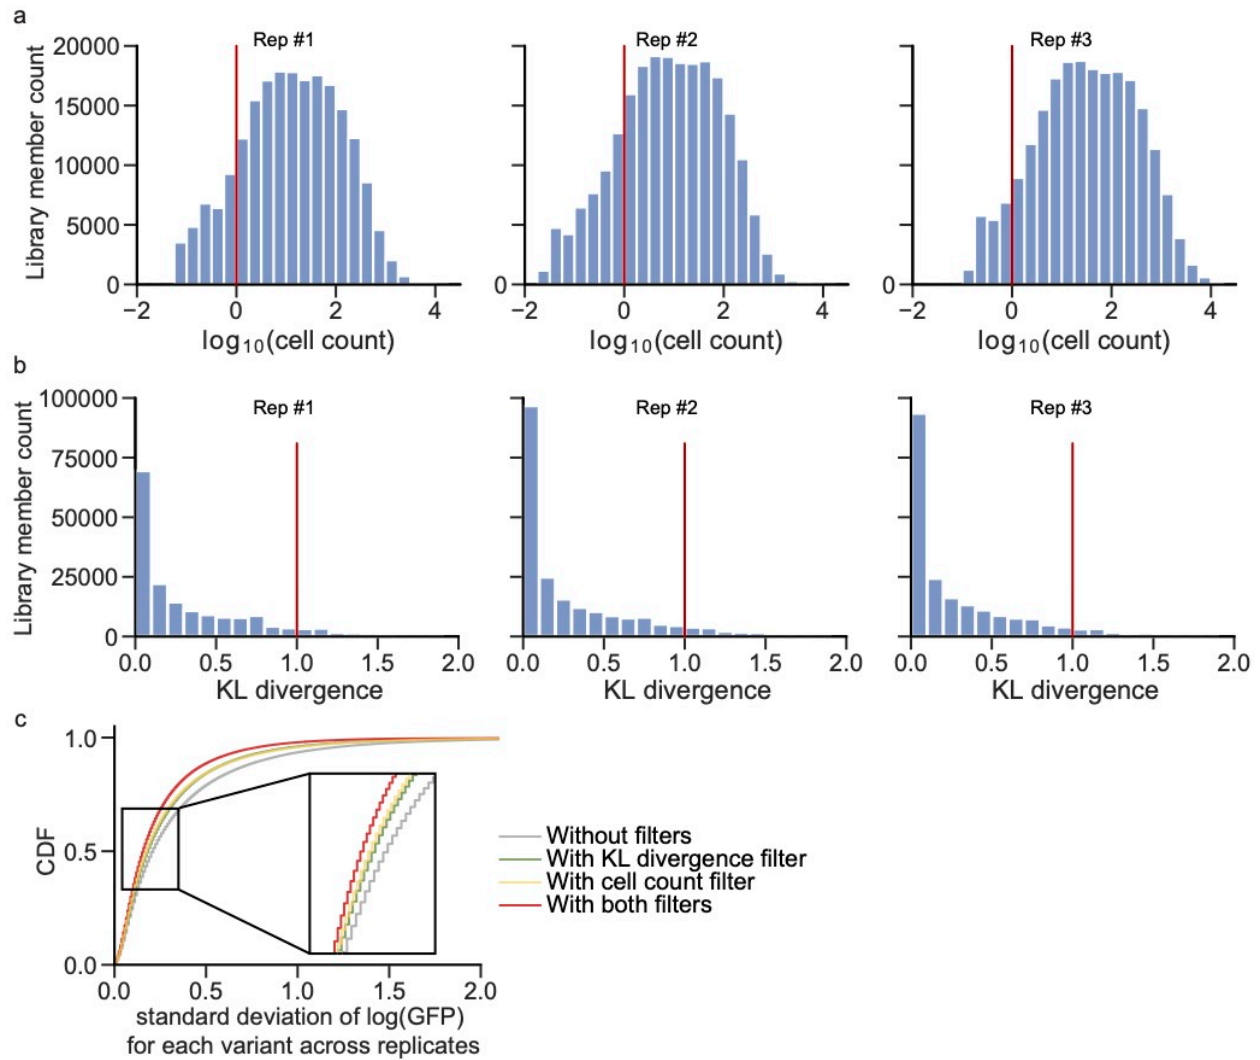 a
Rep #1
Rep #2
Rep #3
Library member count
20000
15000
10000
5000
0
0
0
−2 0 2 4
−2 0 2 4
−2 0 2 4
log10(cell count)
log10(cell count)
log10(cell count)
b
Rep #1
Rep #2
Rep #3
Library member count
100000
75000
50000
25000
0
0.0 0.5 1.0 1.5 2.0
0.0 0.5 1.0 1.5 2.0
0.0 0.5 1.0 1.5 2.0
KL divergence
KL divergence
KL divergence
c
CDF
1.0
0.5
0.0
0.0 0.5 1.0 1.5 2.0
standard deviation of log(GFP)
for each variant across replicates
Without filters
With KL divergence filter
With cell count filter
With both filters